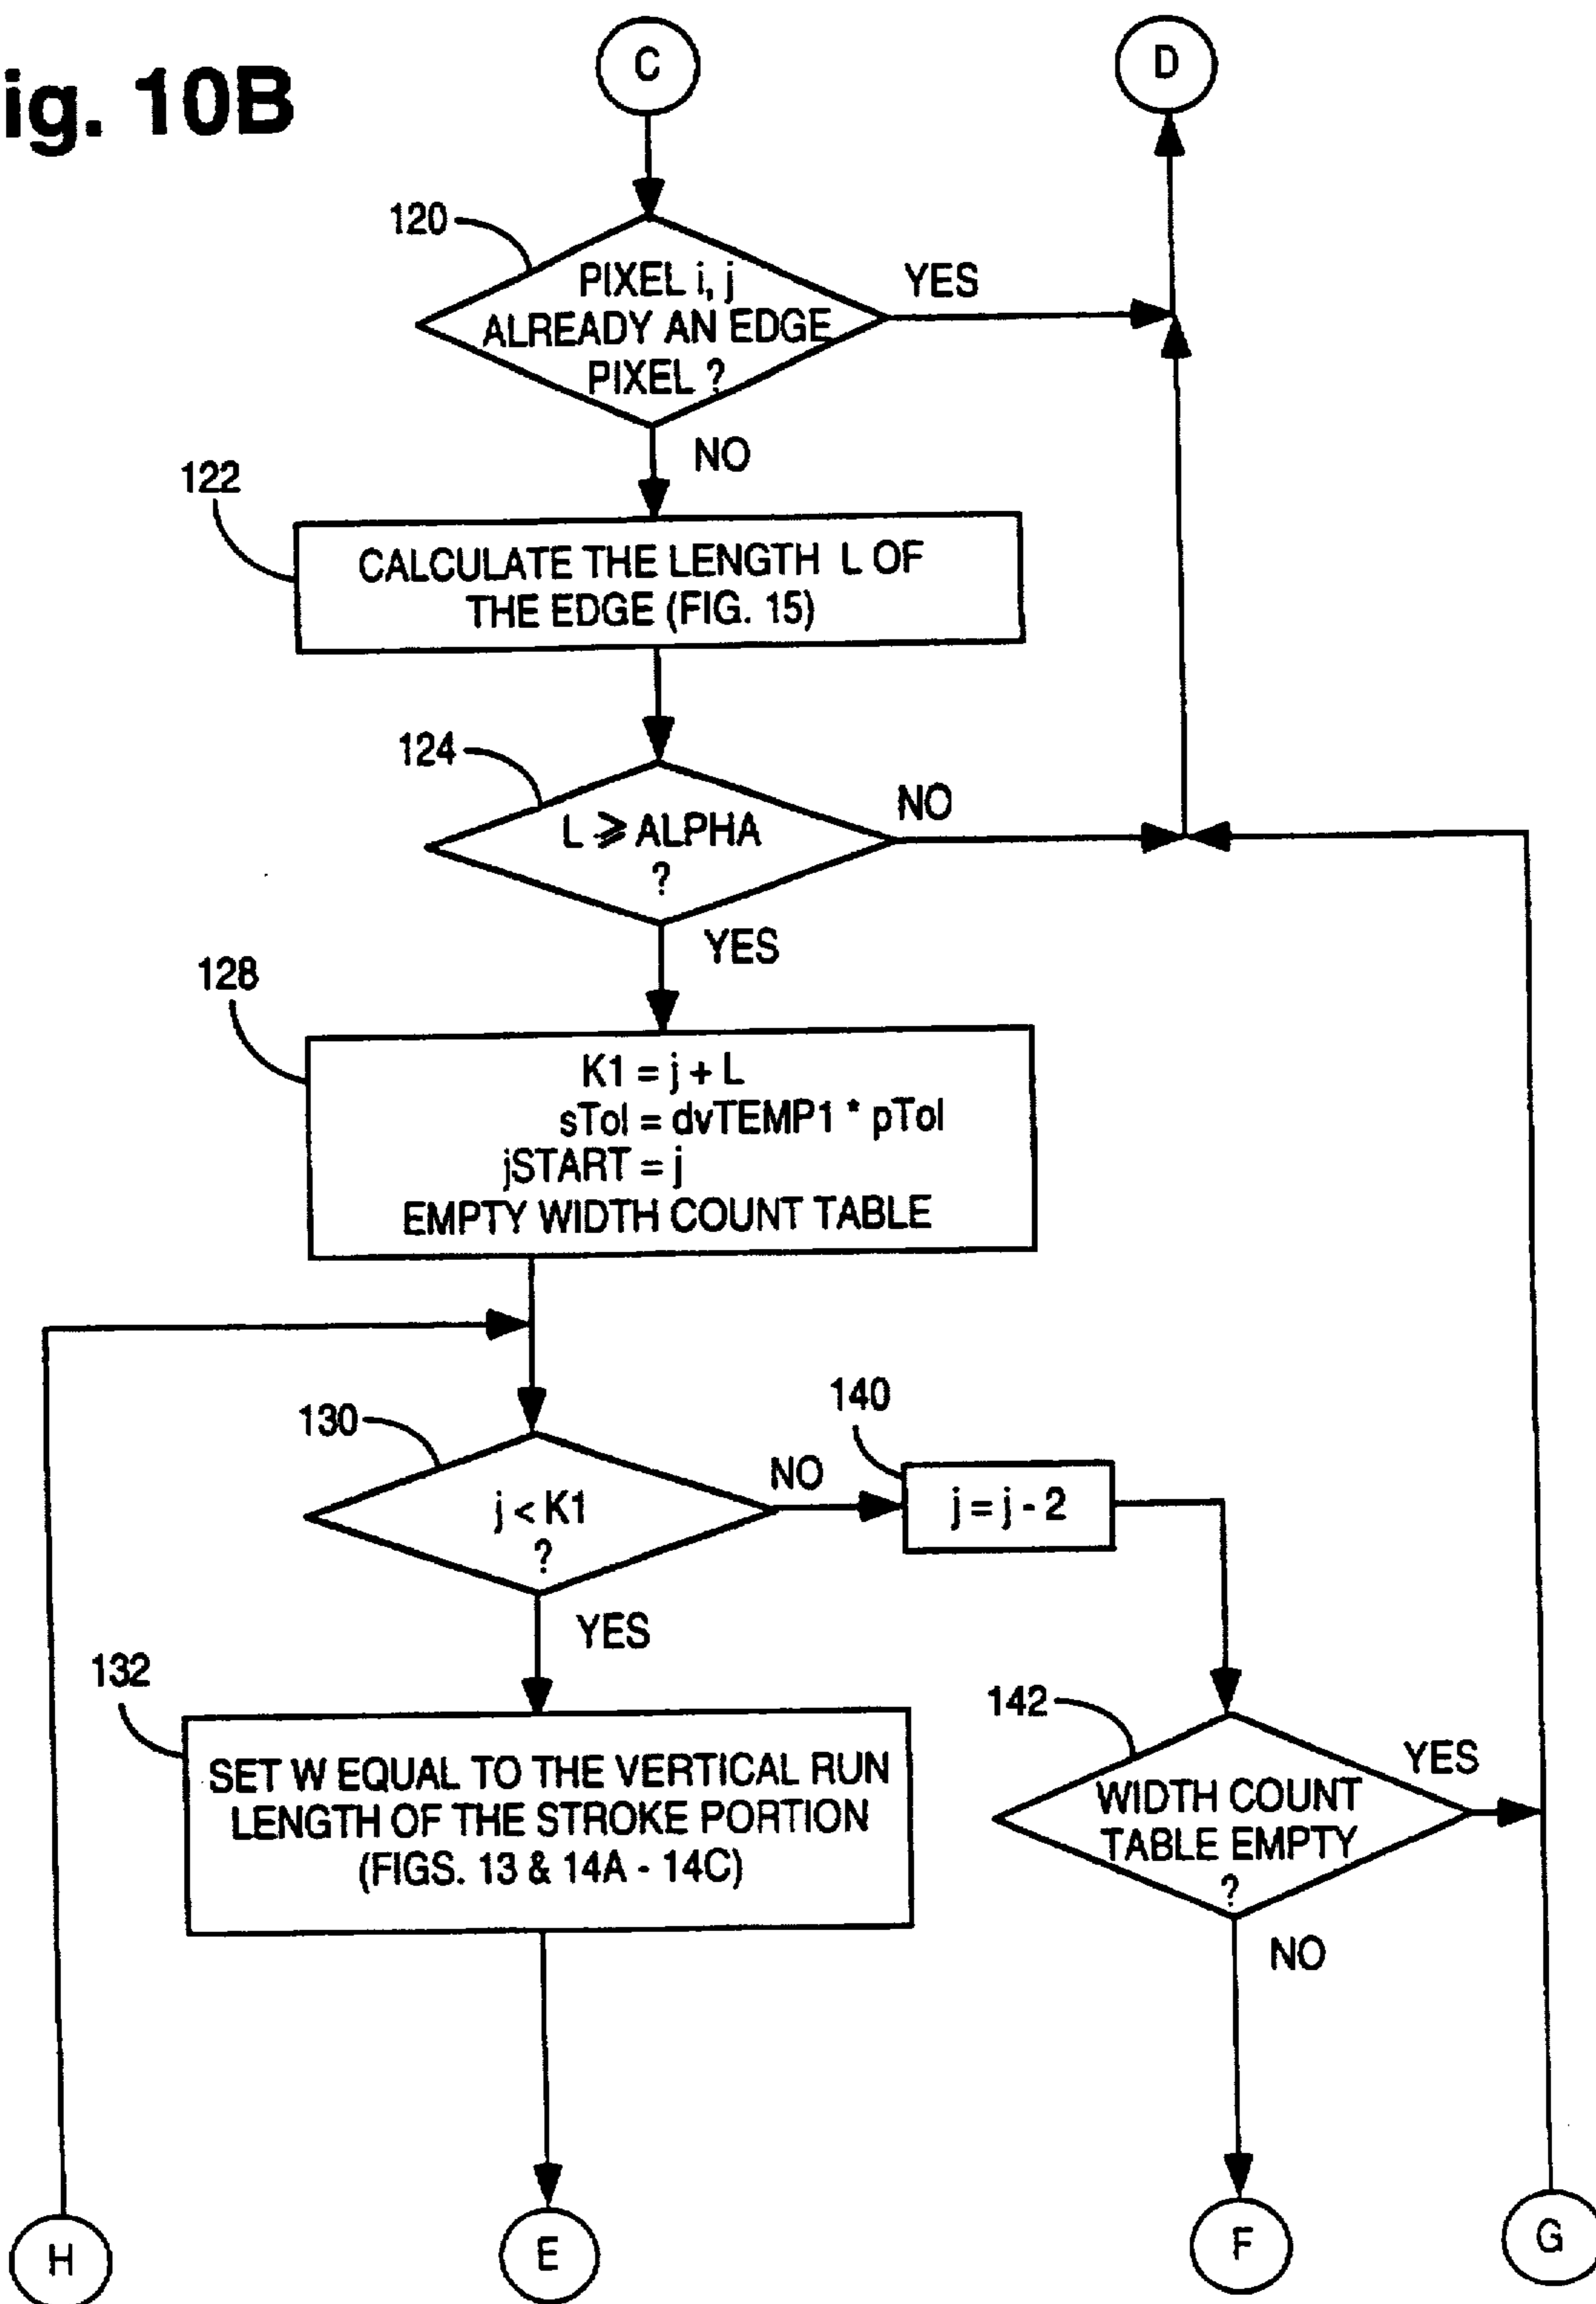 ig. 10B
C
D
120
PIXEL i, j
ALREADY AN EDGE
PIXEL ?
YES
NO
122
CALCULATE THE LENGTH L OF
THE EDGE (FIG. 15)
124
L ⩾ ALPHA
?
NO
YES
128
K1 = j + L
sTol = dvTEMP1 * pTol
jSTART = j
EMPTY WIDTH COUNT TABLE
130
j < K1
?
NO
140
j = j - 2
YES
132
SET W EQUAL TO THE VERTICAL RUN
LENGTH OF THE STROKE PORTION
(FIGS. 13 & 14A - 14C)
142
WIDTH COUNT
TABLE EMPTY
?
YES
NO
H
E
F
G